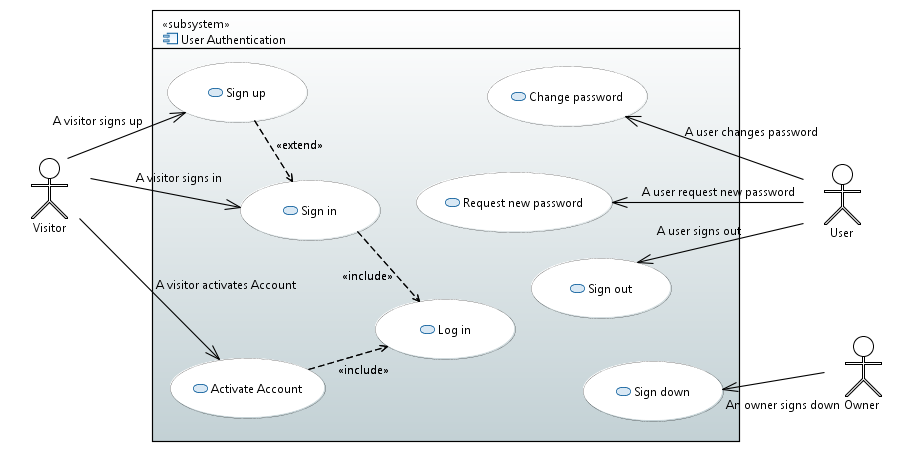 «subsystem»
User Authentication
Sign up
Change password
A visitor signs up
A user changes password
«extend»
A visitor signs in
A user request new password
Request new password
Sign in
Visitor
User
A user signs out
«include»
A visitor activates Account
Sign out
Log in
«include»
Activate Account
Sign down
An owner signs down
Owner